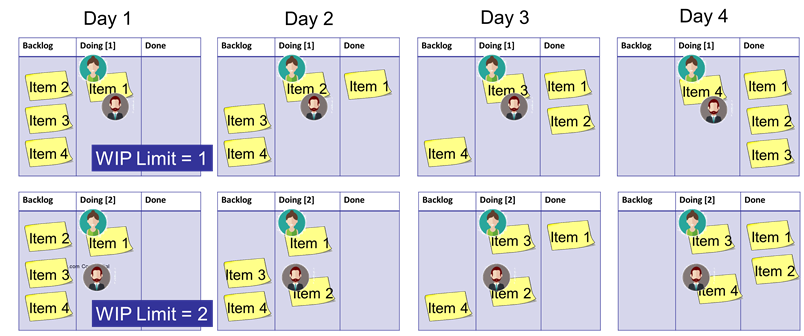 Day 1 Day 2 Day 3 Day 4
Backlog Doing [1] Done Backlog Doing [1] Done Backlog Doing [1] Done Backlog Doing [1] Done
Item 2 Item 1 Item 2 Item 1 Item 3 Item 1 Item 4 Item 1
Item 3 Item 3 Item 2 Item 2
Item 4 WIP Limit = 1 Item 4 Item 4 Item 3
Backlog Doing [2] Done Backlog Doing [2] Done Backlog Doing [2] Done Backlog Doing [2] Done
Item 2 Item 1 Item 1 Item 3 Item 1 Item 3 Item 1
Item 3 com Item 3 Item 2 Item 2 Item 4 Item 2
Item 4 WIP Limit = 2 Item 4 Item 4